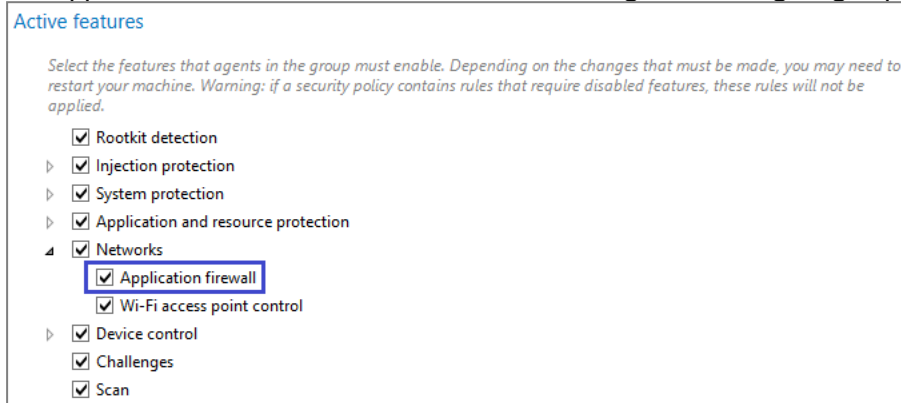 Active features
Select the features that agents in the group must enable. Depending on the changes that must be made, you may need to
restart your machine. Warning: if a security policy contains rules that require disabled features, these rules will not be
applied.
Rootkit detection
Injection protection
System protection
Application and resource protection
Networks
Application firewall
Wi-Fi access point control
Device control
Challenges
Scan